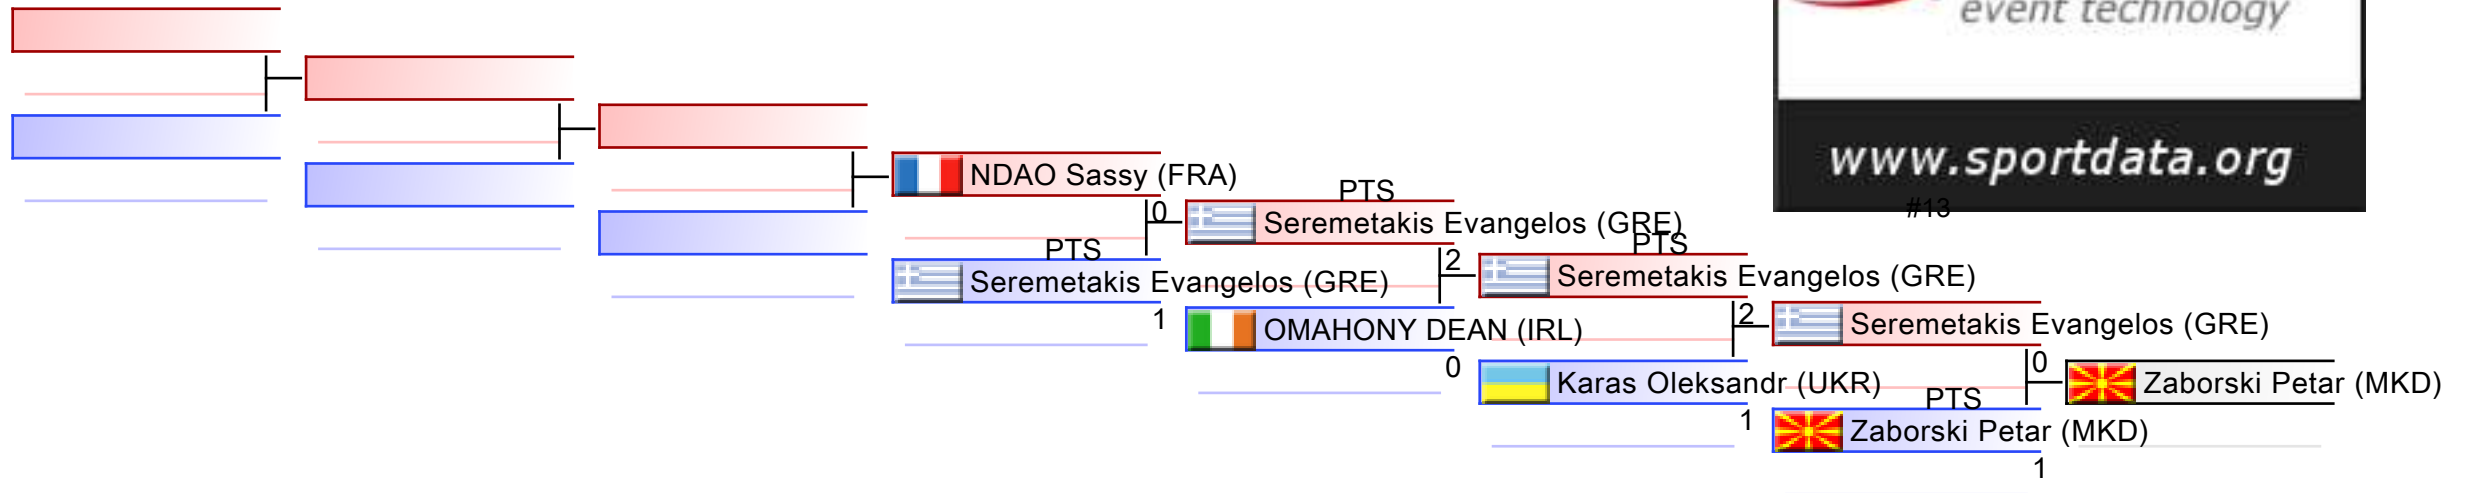 event technology
www.sportdata.org
#13
NDAO Sassy (FRA)
0
PTS
Seremetakis Evangelos (GRE)
1
PTS
Seremetakis Evangelos (GRE)
2
OMAHONY DEAN (IRL)
0
PTS
Seremetakis Evangelos (GRE)
2
Karas Oleksandr (UKR)
1
Seremetakis Evangelos (GRE)
0
PTS
Zaborski Petar (MKD)
1
Zaborski Petar (MKD)